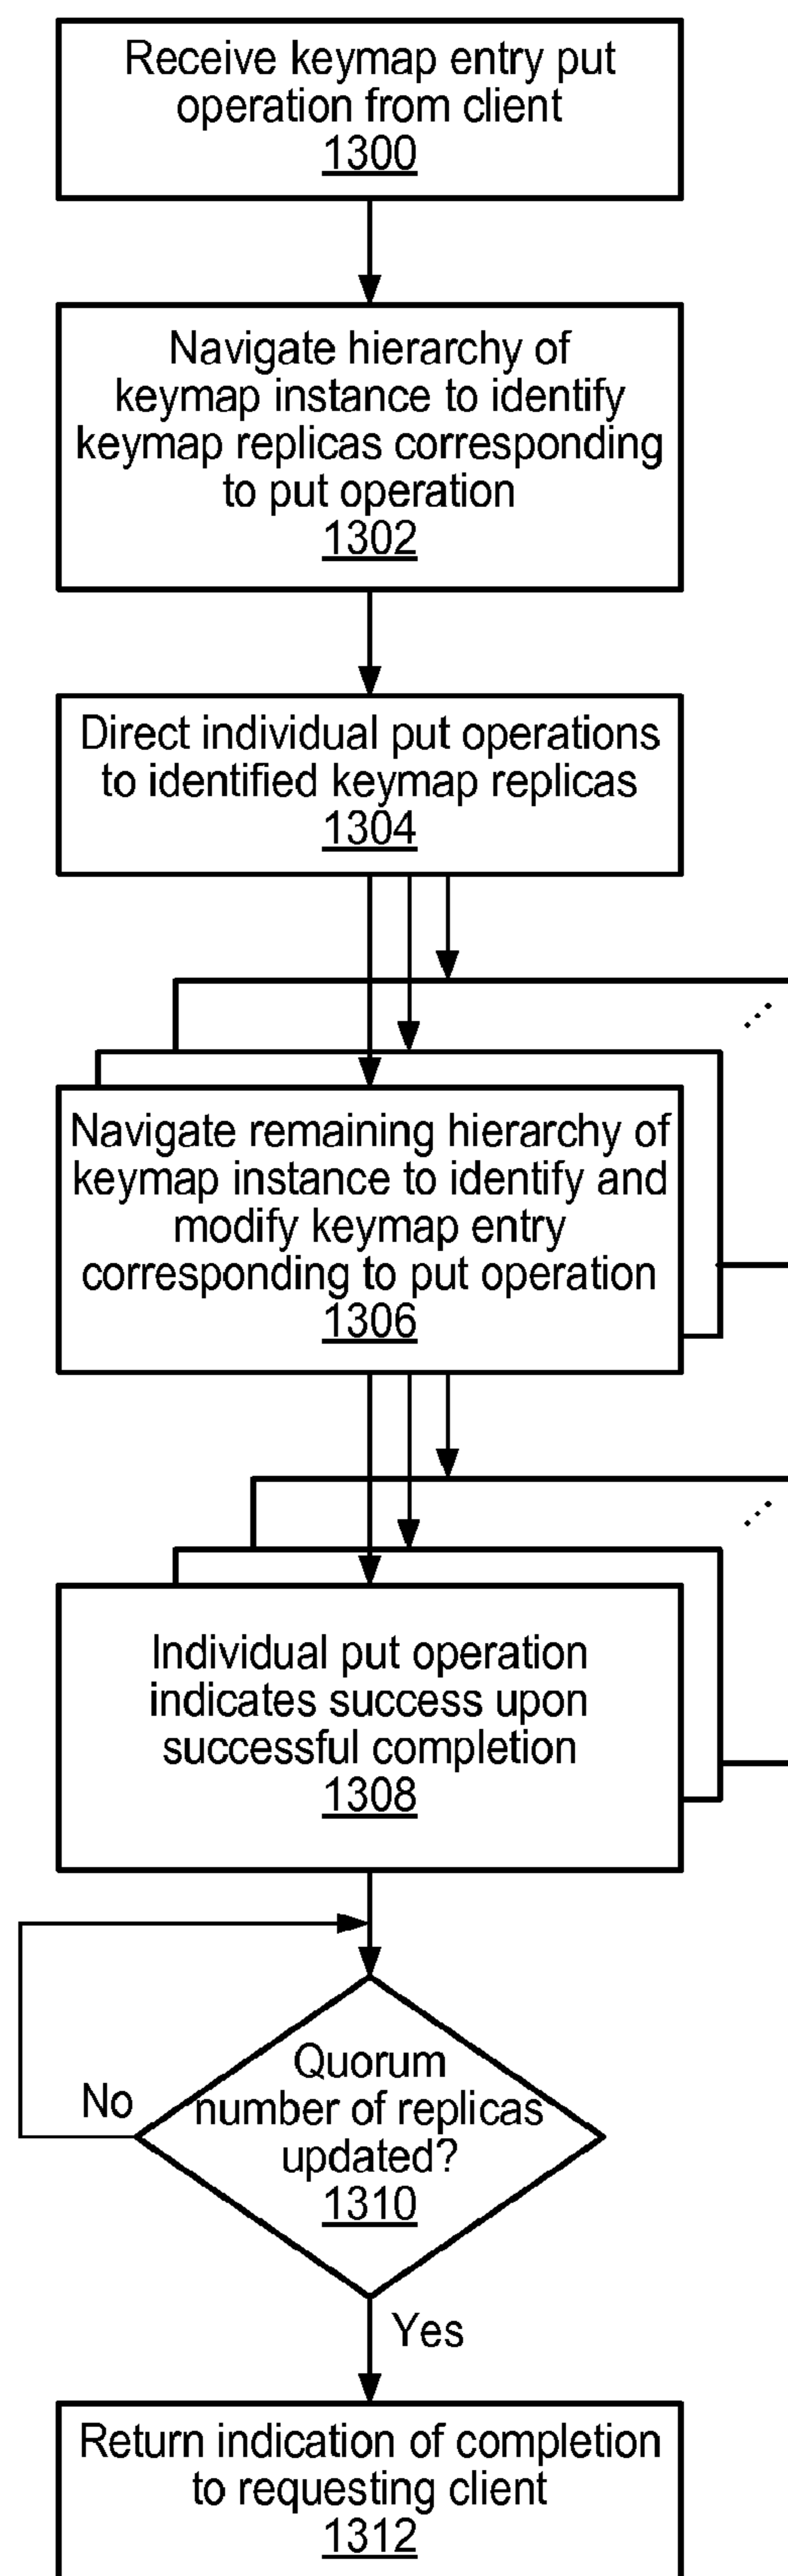 Receive keymap entry put
operation from client
1300
Navigate hierarchy of
keymap instance to identify
keymap replicas corresponding
to put operation
1302
Direct individual put operations
to identified keymap replicas
1304
Navigate remaining hierarchy of
keymap instance to identify and
modify keymap entry
corresponding to put operation
1306
Individual put operation
indicates success upon
successful completion
1308
Quorum
number of replicas
updated?
1310
No
Yes
Return indication of completion
to requesting client
1312